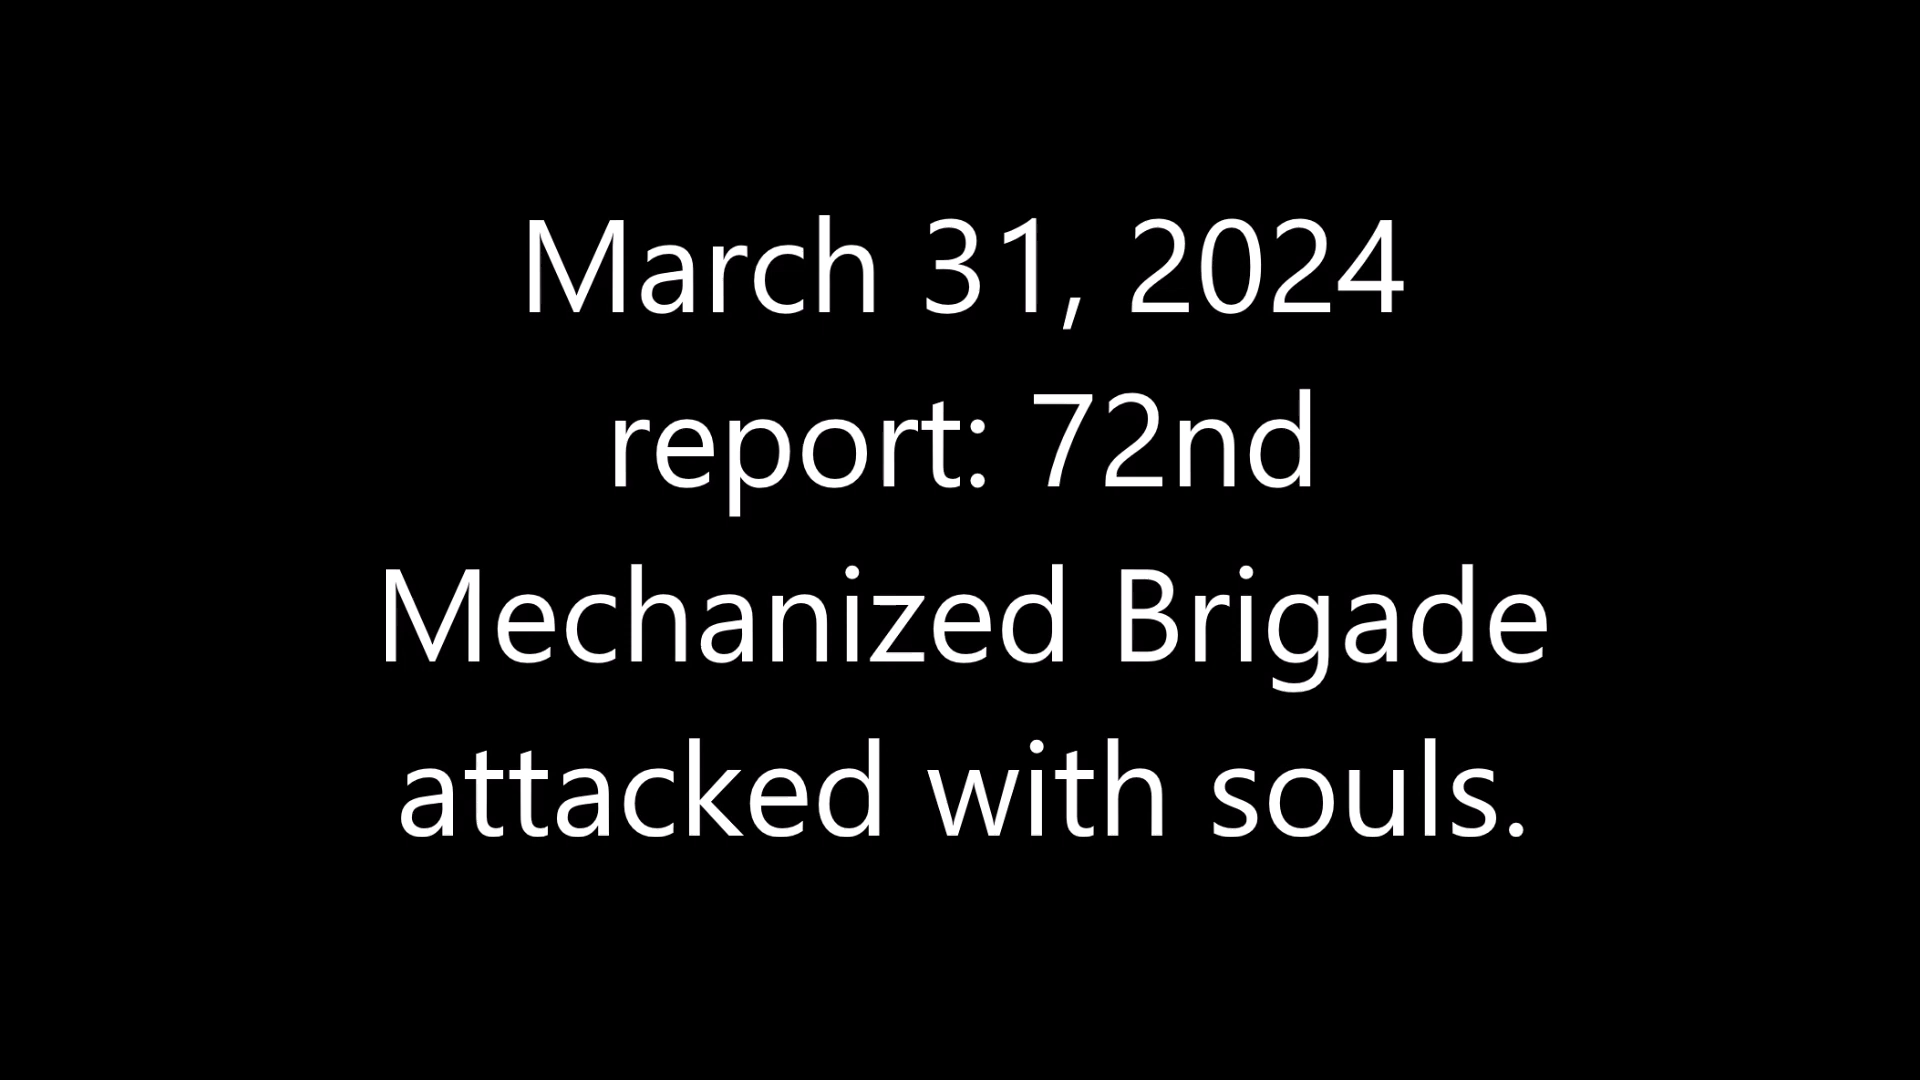 March 31, 2024
report: 72nd
Mechanized Brigade
attacked with souls.